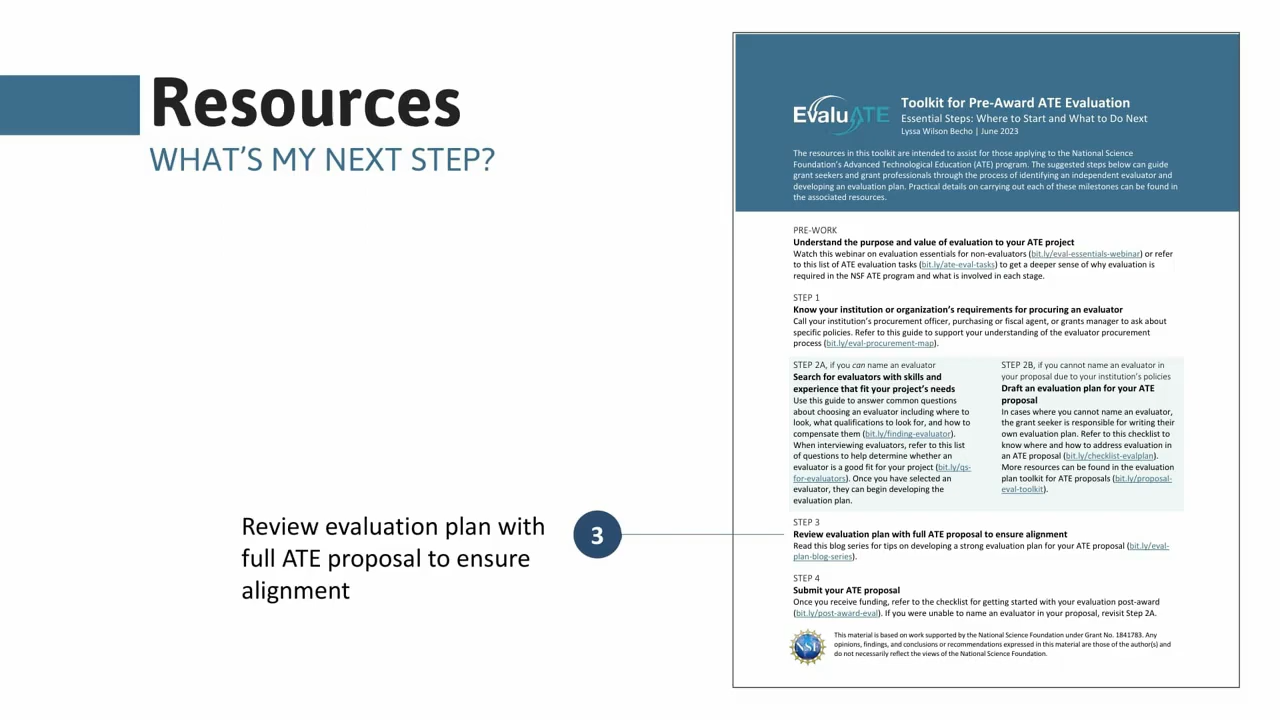 Resources
WHAT'S MY NEXT STEP?
Review evaluation plan with
full ATE proposal to ensure
alignment
3
EvaluATE
Toolkit for Pre-Award ATE Evaluation
Essential Steps: Where to Start and What to Do Next
Lyssa Wilson Becho | June 2023
The resources in this toolkit are intended to assist for those applying to the National Science
Foundation's Advanced Technological Education (ATE) program. The suggested steps below can guide
grant seekers and grant professionals through the process of identifying an independent evaluator and
developing an evaluation plan. Practical details on carrying out each of these milestones can be found in
the associated resources.
PRE-WORK
Understand the purpose and value of evaluation to your ATE project
Watch this webinar on evaluation essentials for non-evaluators (bit.ly/eval-essentials-webinar) or refer
to this list of ATE evaluation tasks (bit.ly/ate-eval-tasks) to get a deeper sense of why evaluation is
required in the NSF ATE program and what is involved in each stage.
STEP 1
Know your institution or organization's requirements for procuring an evaluator
Call your institution's procurement officer, purchasing or fiscal agent, or grants manager to ask about
specific policies. Refer to this guide to support your understanding of the evaluator procurement
process (bit.ly/eval-procurement-map).
STEP 2A, if you can name an evaluator
Search for evaluators with skills and
experience that fit your project's needs
Use this guide to answer common questions
about choosing an evaluator including where to
look, what qualifications to look for, and how to
compensate them (bit.ly/finding-evaluator).
When interviewing evaluators, refer to this list
of questions to help determine whether an
evaluator is a good fit for your project (bit.ly/qs-
for-evaluators). Once you have selected an
evaluator, they can begin developing the
evaluation plan.
STEP 2B, if you cannot name an evaluator in
your proposal due to your institution's policies
Draft an evaluation plan for your ATE
proposal
In cases where you cannot name an evaluator,
the grant seeker is responsible for writing their
own evaluation plan. Refer to this checklist to
know where and how to address evaluation in
an ATE proposal (bit.ly/checklist-evalplan).
More resources can be found in the evaluation
plan toolkit for ATE proposals (bit.ly/proposal-
eval-toolkit).
STEP 3
Review evaluation plan with full ATE proposal to ensure alignment
Read this blog series for tips on developing a strong evaluation plan for your ATE proposal (bit.ly/eval-
plan-blog-series).
STEP 4
Submit your ATE proposal
Once you receive funding, refer to the checklist for getting started with your evaluation post-award
(bit.ly/post-award-eval). If you were unable to name an evaluator in your proposal, revisit Step 2A.
NSF
This material is based on work supported by the National Science Foundation under Grant No. 1841783. Any
opinions, findings, and conclusions or recommendations expressed in this material are those of the author(s) and
do not necessarily reflect the views of the National Science Foundation.